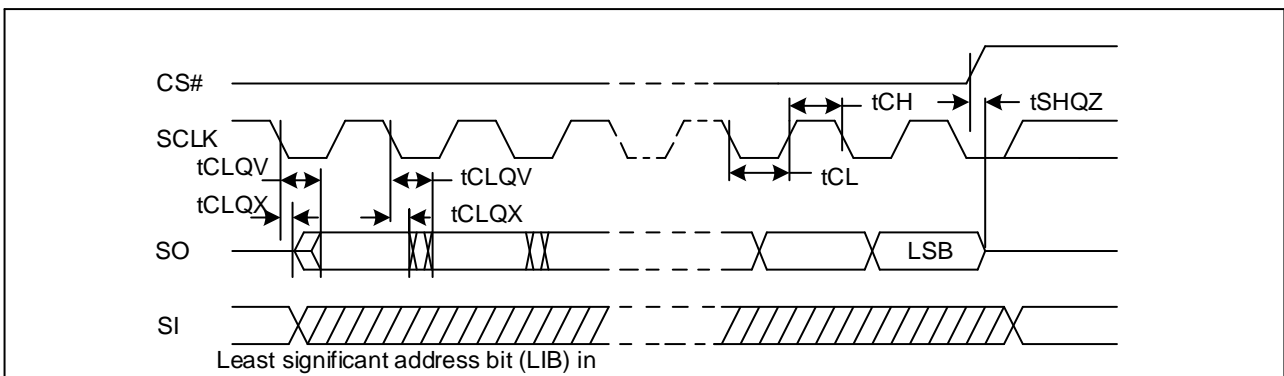 CS#
tCH
tSHQZ
SCLK
tCLQV
tCLQV
tCL
tCLQX
tCLQX
SO
LSB
SI
Least significant address bit (LIB) in